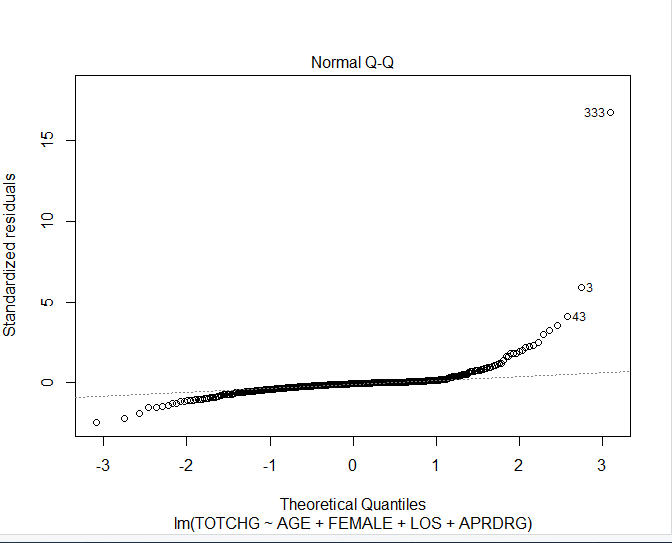 Normal Q-Q
Standardized residuals
15
10
5
0
333
3
43
-3 -2 -1 0 1 2 3
Theoretical Quantiles
lm(TOTCHG ~ AGE + FEMALE + LOS + APRDRG)